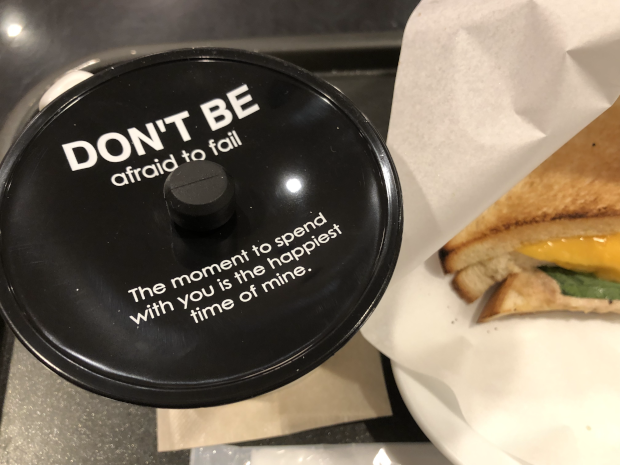 DON'T BE
afraid to fail
The moment to spend
with you is the happiest
time of mine.